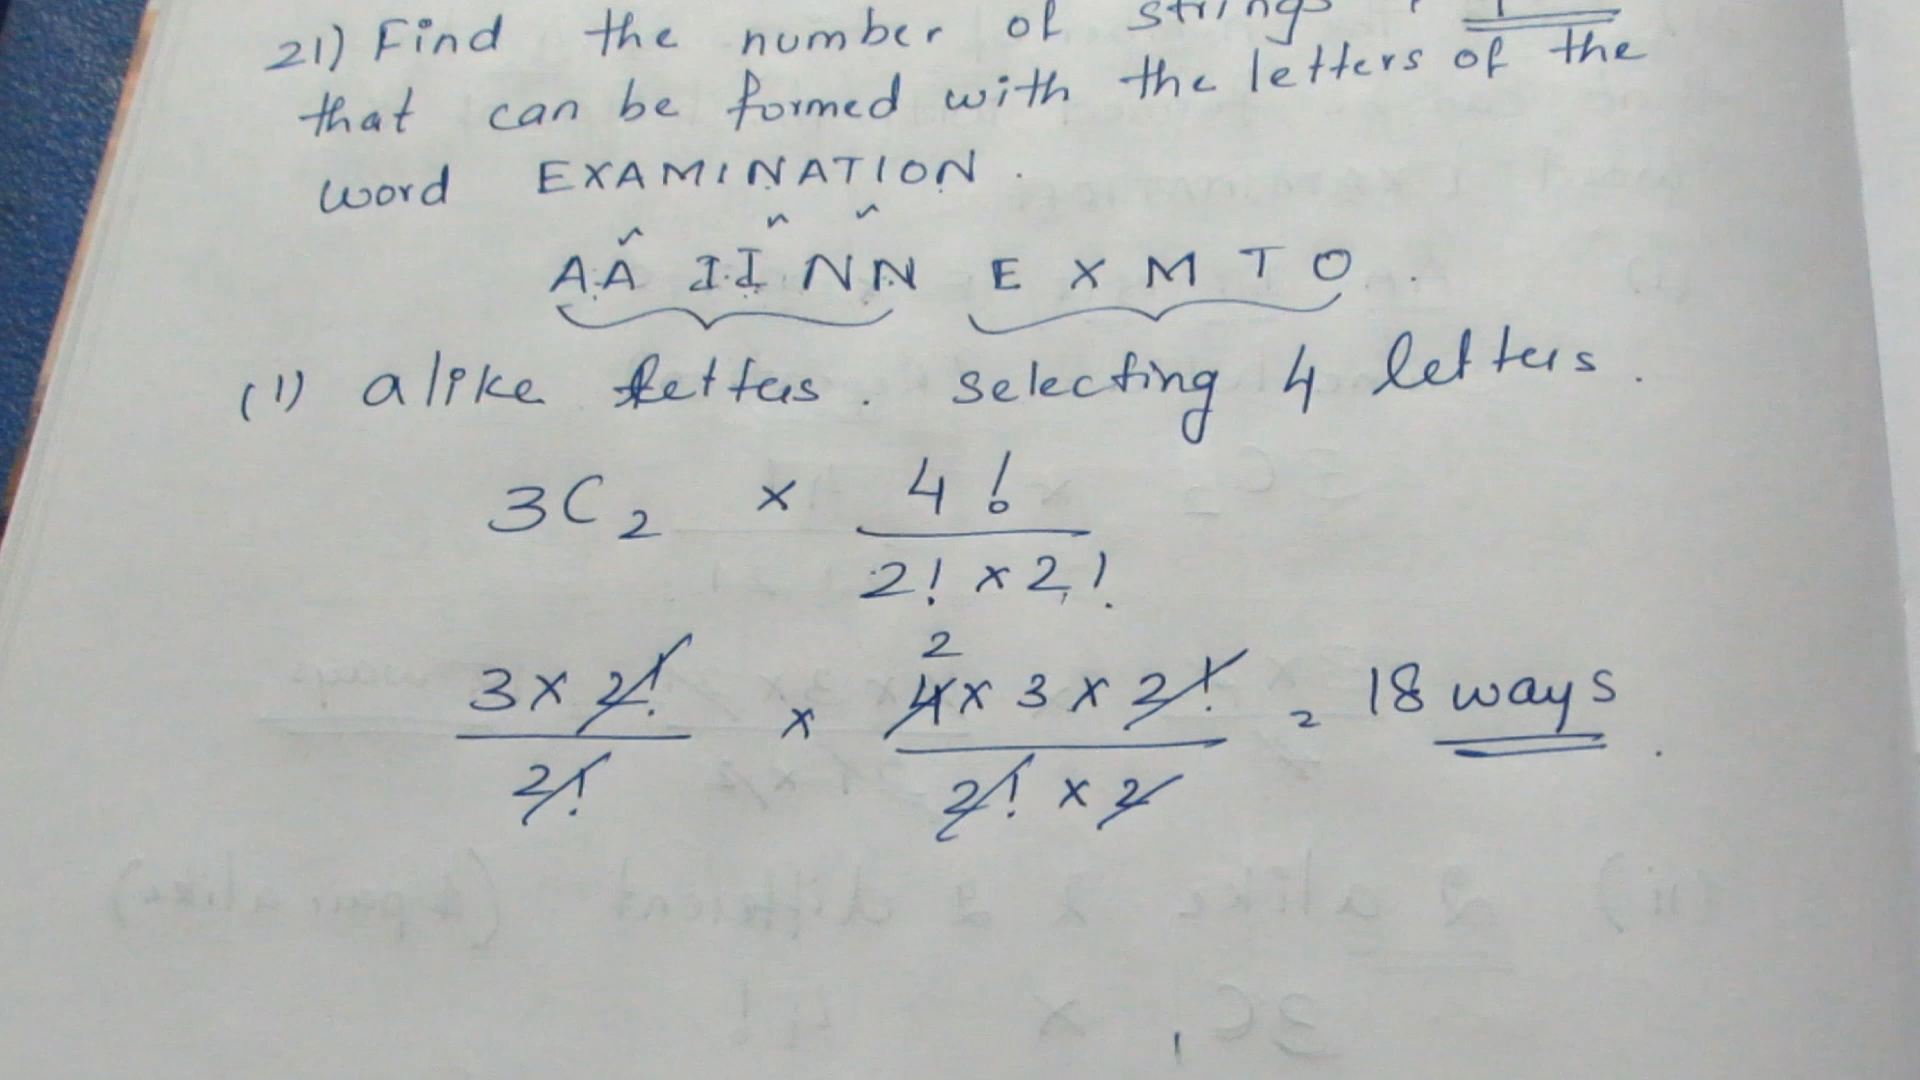 21) Find the number of strings
that can be formed with the letters of the
word EXAMINATION.
AA II NN E X M T O.
(i) alike letters. selecting 4 letters.
3C2 x 4!
2! x 2!
2
3 x 2! x 4 x 3 x 2! = 18 ways.
2! 2! x 2